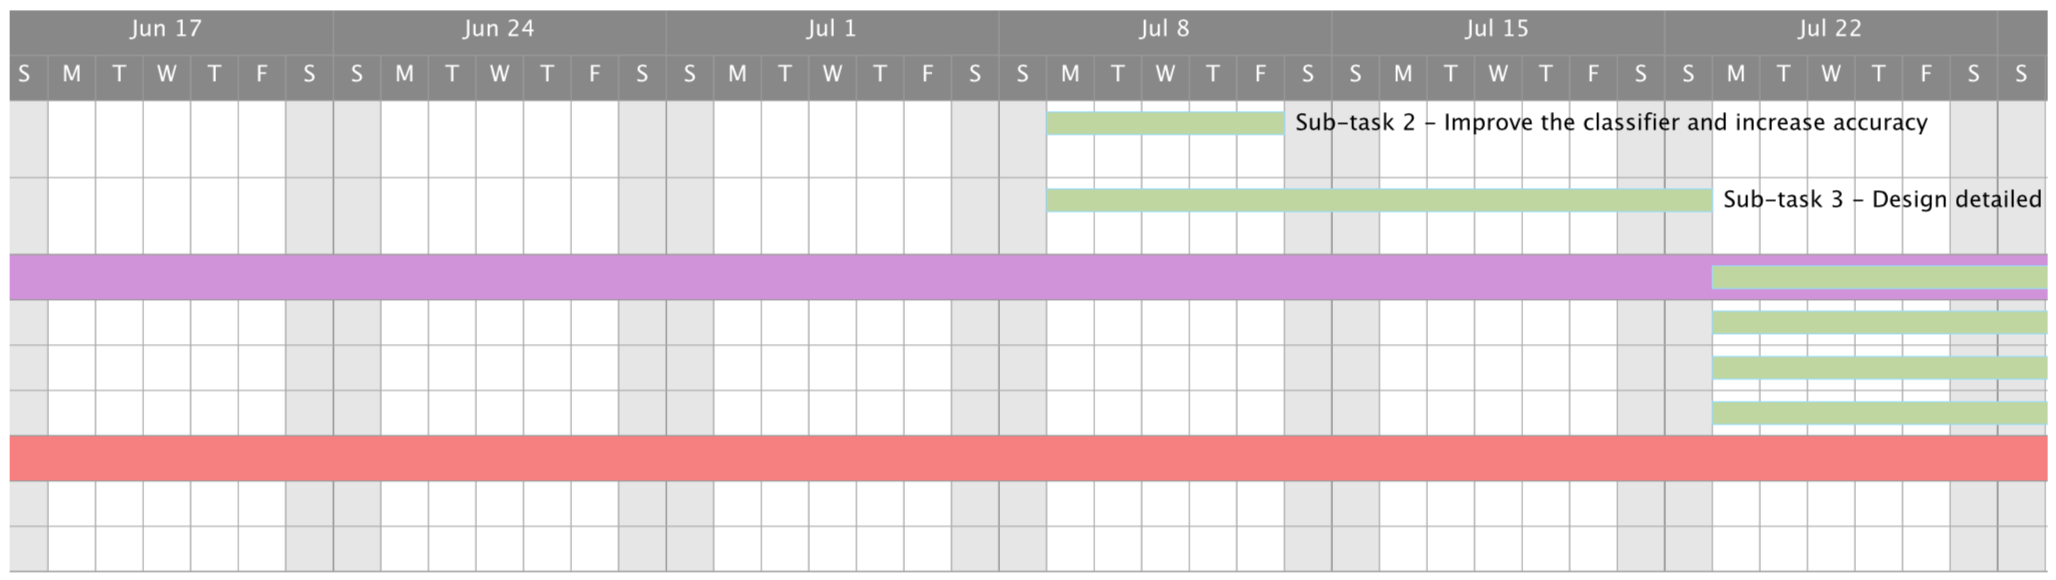 Jun 17 Jun 24 Jul 1 Jul 8 Jul 15 Jul 22
S M T W T F S S M T W T F S S M T W T F S S M T W T F S S M T W T F S S M T W T F S S
Sub-task 2 – Improve the classifier and increase accuracy
Sub-task 3 – Design detailed